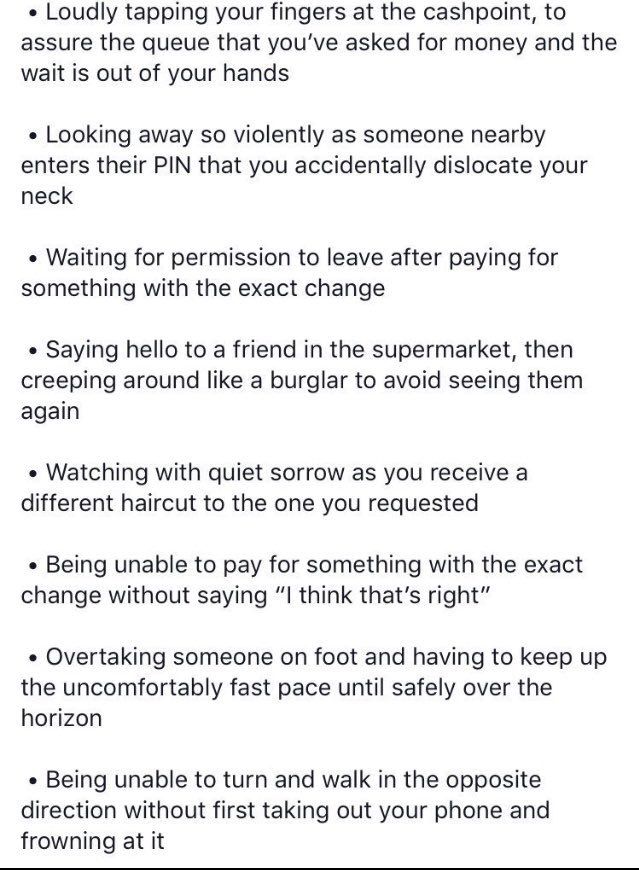 • Loudly tapping your fingers at the cashpoint, to
assure the queue that you’ve asked for money and the
wait is out of your hands
• Looking away so violently as someone nearby
enters their PIN that you accidentally dislocate your
neck
• Waiting for permission to leave after paying for
something with the exact change
• Saying hello to a friend in the supermarket, then
creeping around like a burglar to avoid seeing them
again
• Watching with quiet sorrow as you receive a
different haircut to the one you requested
• Being unable to pay for something with the exact
change without saying “I think that’s right”
• Overtaking someone on foot and having to keep up
the uncomfortably fast pace until safely over the
horizon
• Being unable to turn and walk in the opposite
direction without first taking out your phone and
frowning at it